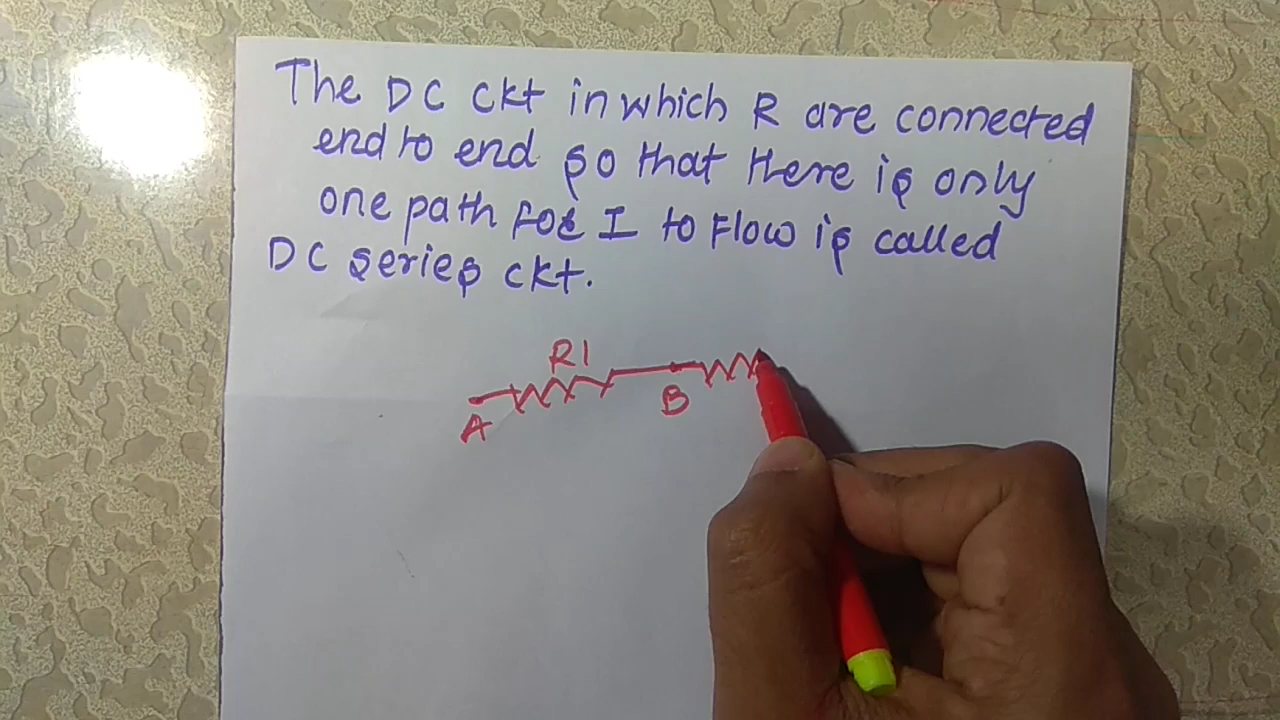 The DC ckt in which R are connected
end to end so that there is only
one path for I to flow is called
DC series ckt.
R1
A
B